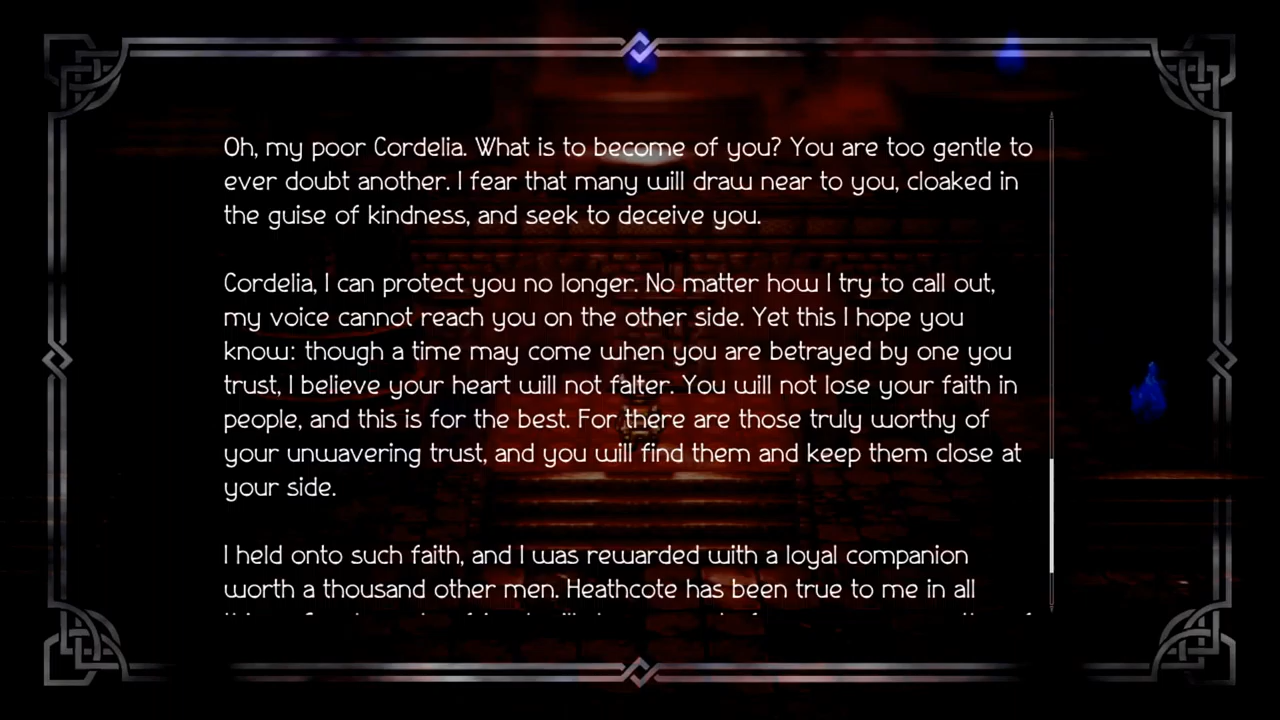 Oh, my poor Cordelia. What is to become of you? You are too gentle to
ever doubt another. I fear that many will draw near to you, cloaked in
the guise of kindness, and seek to deceive you.
Cordelia, I can protect you no longer. No matter how I try to call out,
my voice cannot reach you on the other side. Yet this I hope you
know: though a time may come when you are betrayed by one you
trust, I believe your heart will not falter. You will not lose your faith in
people, and this is for the best. For there are those truly worthy of
your unwavering trust, and you will find them and keep them close at
your side.
I held onto such faith, and I was rewarded with a loyal companion
worth a thousand other men. Heathcote has been true to me in all